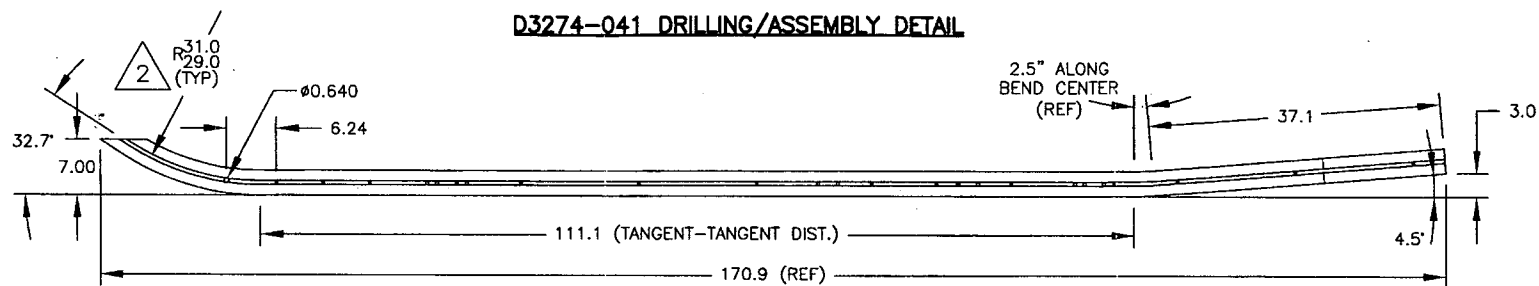 D3274-041 DRILLING/ASSEMBLY DETAIL
2
R31.0
29.0
(TYP)
ø0.640
2.5" ALONG
BEND CENTER
(REF)
6.24
37.1
3.0
32.7°
7.00
111.1 (TANGENT-TANGENT DIST.)
4.5°
170.9 (REF)